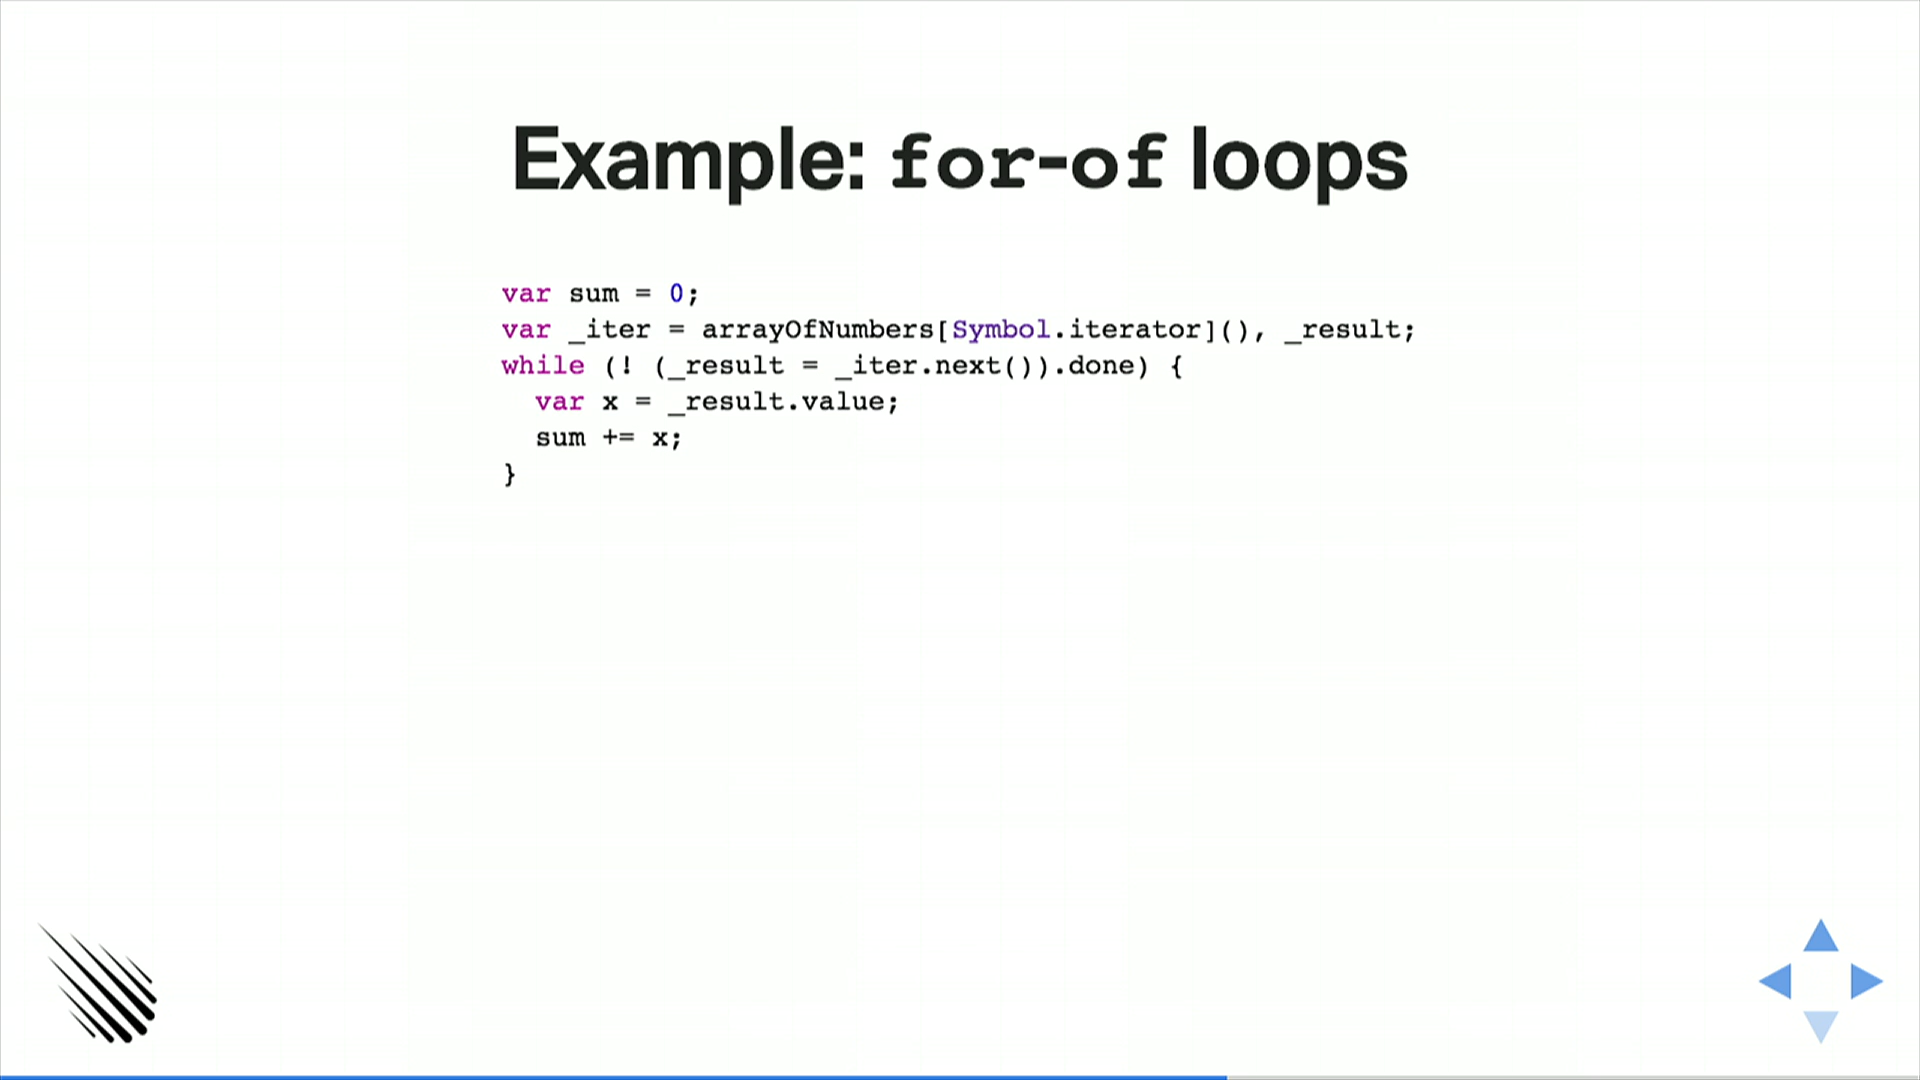 Example: for-of loops
var sum = 0;
var _iter = arrayOfNumbers[Symbol.iterator](), _result;
while (! (_result = _iter.next()).done) {
  var x = _result.value;
  sum += x;
}